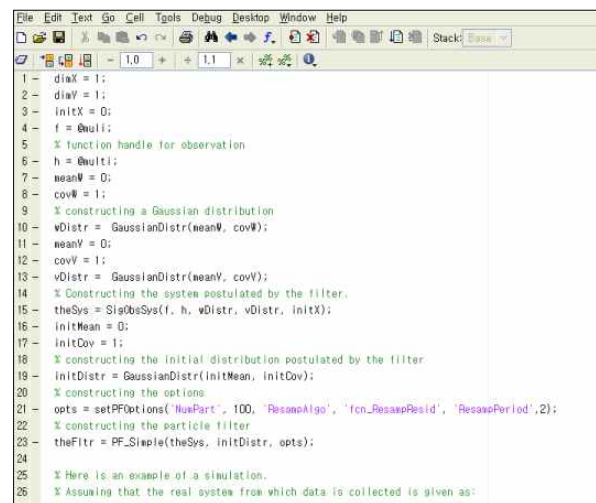 File Edit Text Go Cell Tools Debug Desktop Window Help
Stack: Base
- 1.0 + ÷ 1.1 ×
1 - dimX = 1;
2 - dimV = 1;
3 - initX = 0;
4 - f = @muli;
5 % function handle for observation
6 - h = @multi;
7 - meanW = 0;
8 - covW = 1;
9 % constructing a Gaussian distribution
10 - wDistr = GaussianDistr(meanW, covW);
11 - meanV = 0;
12 - covV = 1;
13 - vDistr = GaussianDistr(meanV, covV);
14 % Constructing the system postulated by the filter.
15 - theSys = SigObsSys(f, h, wDistr, vDistr, initX);
16 - initMean = 0;
17 - initCov = 1;
18 % constructing the initial distribution postulated by the filter
19 - initDistr = GaussianDistr(initMean, initCov);
20 % constructing the options
21 - opts = setPFOptions('NumPart', 100, 'ResampAlgo', 'fcn_ResampResid', 'ResampPeriod',2);
22 % constructing the particle filter
23 - theFltr = PF_Simple(theSys, initDistr, opts);
24
25 % Here is an example of a simulation.
26 % Assuming that the real system from which data is collected is given as: